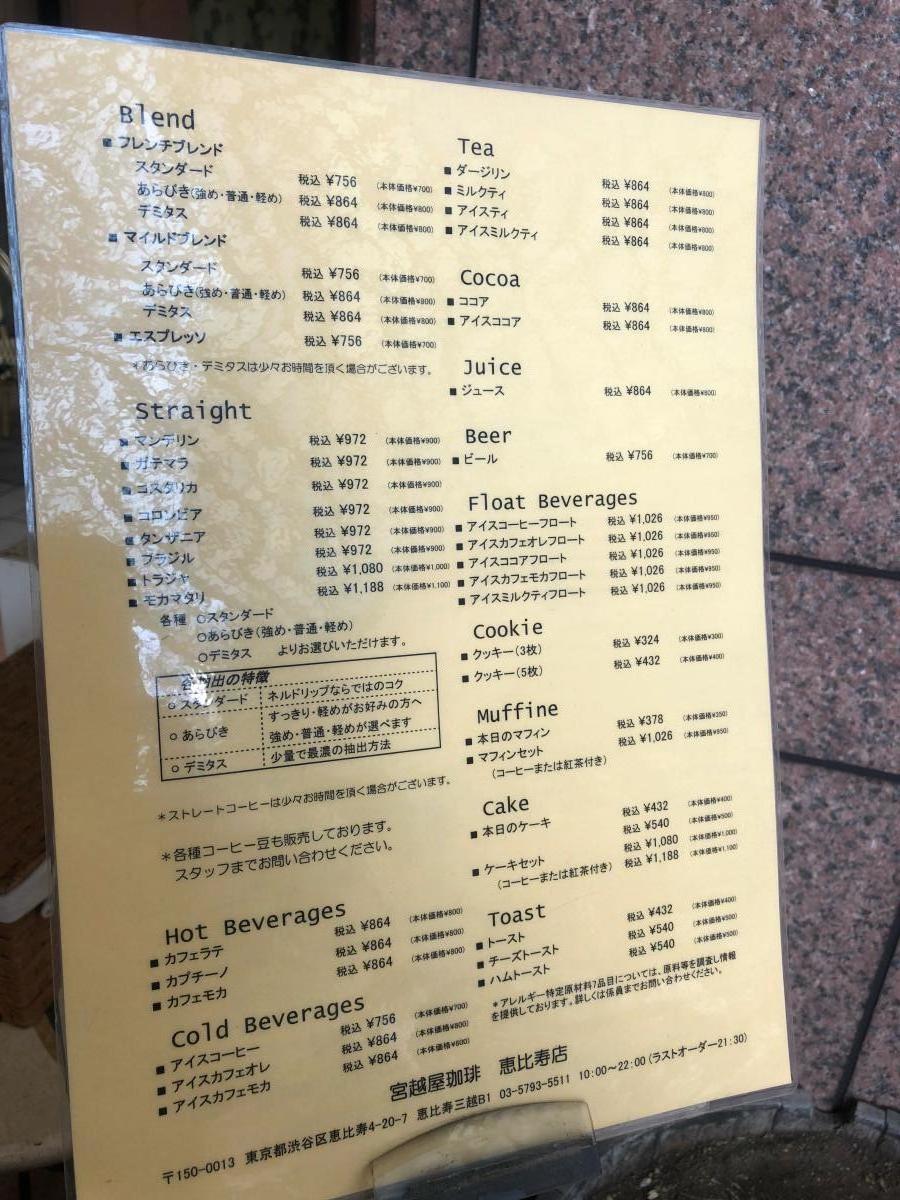 Blend
■ フレンチブレンド
スタンダード 税込 ¥756 (本体価格¥700)
あらびき(強め・普通・軽め) 税込 ¥864 (本体価格¥800)
デミタス 税込 ¥864 (本体価格¥800)
■ マイルドブレンド
スタンダード 税込 ¥756 (本体価格¥700)
あらびき(強め・普通・軽め) 税込 ¥864 (本体価格¥800)
デミタス 税込 ¥864 (本体価格¥800)
■ エスプレッソ 税込 ¥756 (本体価格¥700)
*あらびき・デミタスは少々お時間を頂く場合がございます。
Straight
■ マンデリン 税込 ¥972 (本体価格¥900)
■ ガテマラ 税込 ¥972 (本体価格¥900)
■ コスタリカ 税込 ¥972 (本体価格¥900)
■ コロンビア 税込 ¥972 (本体価格¥900)
■ タンザニア 税込 ¥972 (本体価格¥900)
■ ブラジル 税込 ¥972 (本体価格¥900)
■ トラジャ 税込 ¥1,080 (本体価格¥1,000)
■ モカマタリ 税込 ¥1,188 (本体価格¥1,100)
各種 ○スタンダード
○あらびき(強め・普通・軽め)
○デミタス よりお選びいただけます。
各抽出の特徴
○ スタンダード ネルドリップならではのコク
○ あらびき すっきり・軽めがお好みの方へ
強め・普通・軽めが選べます
○ デミタス 少量で最濃の抽出方法
*ストレートコーヒーは少々お時間を頂く場合がございます。
*各種コーヒー豆も販売しております。
スタッフまでお問い合わせください。
Hot Beverages
■ カフェラテ 税込 ¥864 (本体価格¥800)
■ カプチーノ 税込 ¥864 (本体価格¥800)
■ カフェモカ 税込 ¥864 (本体価格¥800)
Cold Beverages
■ アイスコーヒー 税込 ¥756 (本体価格¥700)
■ アイスカフェオレ 税込 ¥864 (本体価格¥800)
■ アイスカフェモカ 税込 ¥864 (本体価格¥800)
Tea
■ ダージリン 税込 ¥864 (本体価格¥800)
■ ミルクティ 税込 ¥864 (本体価格¥800)
■ アイスティ 税込 ¥864 (本体価格¥800)
■ アイスミルクティ 税込 ¥864 (本体価格¥800)
Cocoa
■ ココア 税込 ¥864 (本体価格¥800)
■ アイスココア 税込 ¥864 (本体価格¥800)
Juice
■ ジュース 税込 ¥864 (本体価格¥800)
Beer
■ ビール 税込 ¥756 (本体価格¥700)
Float Beverages
■ アイスコーヒーフロート 税込 ¥1,026 (本体価格¥950)
■ アイスカフェオレフロート 税込 ¥1,026 (本体価格¥950)
■ アイスココアフロート 税込 ¥1,026 (本体価格¥950)
■ アイスカフェモカフロート 税込 ¥1,026 (本体価格¥950)
■ アイスミルクティフロート 税込 ¥1,026 (本体価格¥950)
Cookie
■ クッキー(3枚) 税込 ¥324 (本体価格¥300)
■ クッキー(5枚) 税込 ¥432 (本体価格¥400)
Muffine
■ 本日のマフィン 税込 ¥378 (本体価格¥350)
■ マフィンセット 税込 ¥1,026 (本体価格¥950)
(コーヒーまたは紅茶付き)
Cake
■ 本日のケーキ 税込 ¥432 (本体価格¥400)
税込 ¥540 (本体価格¥500)
■ ケーキセット 税込 ¥1,080 (本体価格¥1,000)
(コーヒーまたは紅茶付き) 税込 ¥1,188 (本体価格¥1,100)
Toast
■ トースト 税込 ¥432 (本体価格¥400)
■ チーズトースト 税込 ¥540 (本体価格¥500)
■ ハムトースト 税込 ¥540 (本体価格¥500)
*アレルギー特定原材料7品目については、原料等を調査し情報
を提供しております。詳しくは係員までお問い合わせください。
宮越屋珈琲 恵比寿店
〒150-0013 東京都渋谷区恵比寿4-20-7 恵比寿三越B1 03-5793-5511 10:00～22:00(ラストオーダー21:30)